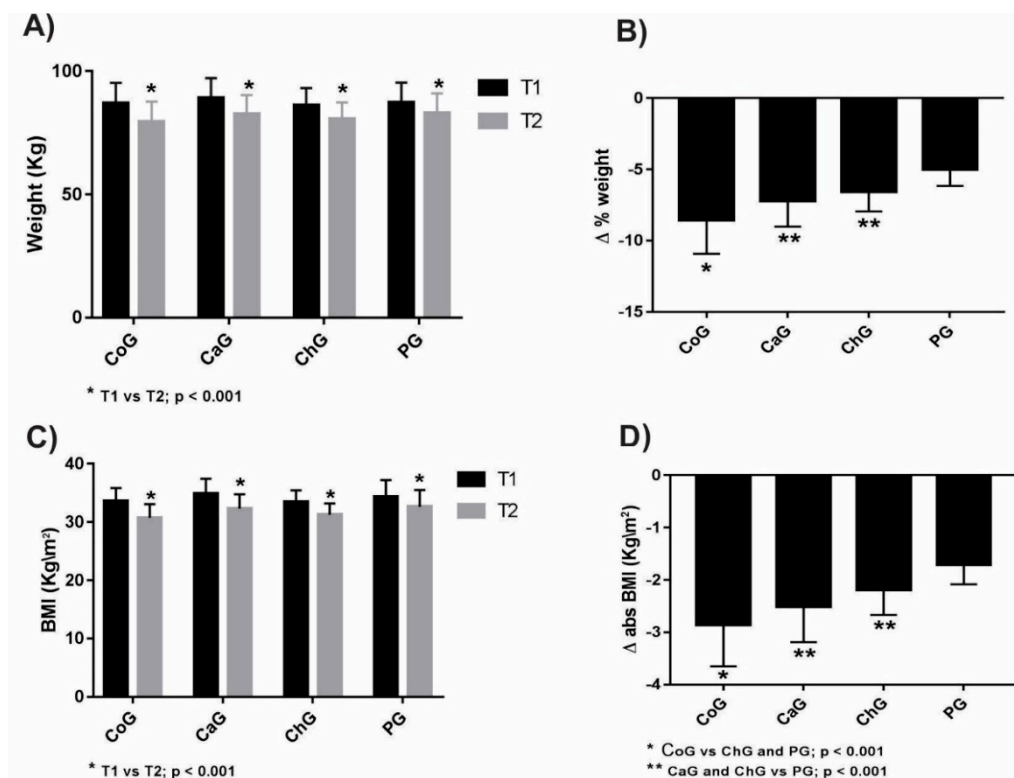 A)
Weight (Kg)
100
50
0
*
*
*
*
T1
T2
CoG
CaG
ChG
PG
* T1 vs T2; p < 0.001
B)
Δ % weight
0
-5
-10
-15
*
**
**
CoG
CaG
ChG
PG
C)
BMI (Kg\m²)
40
30
20
10
0
*
*
*
*
T1
T2
CoG
CaG
ChG
PG
* T1 vs T2; p < 0.001
D)
Δ abs BMI (Kg\m²)
0
-1
-2
-3
-4
*
**
**
CoG
CaG
ChG
PG
* CoG vs ChG and PG; p < 0.001
** CaG and ChG vs PG; p < 0.001